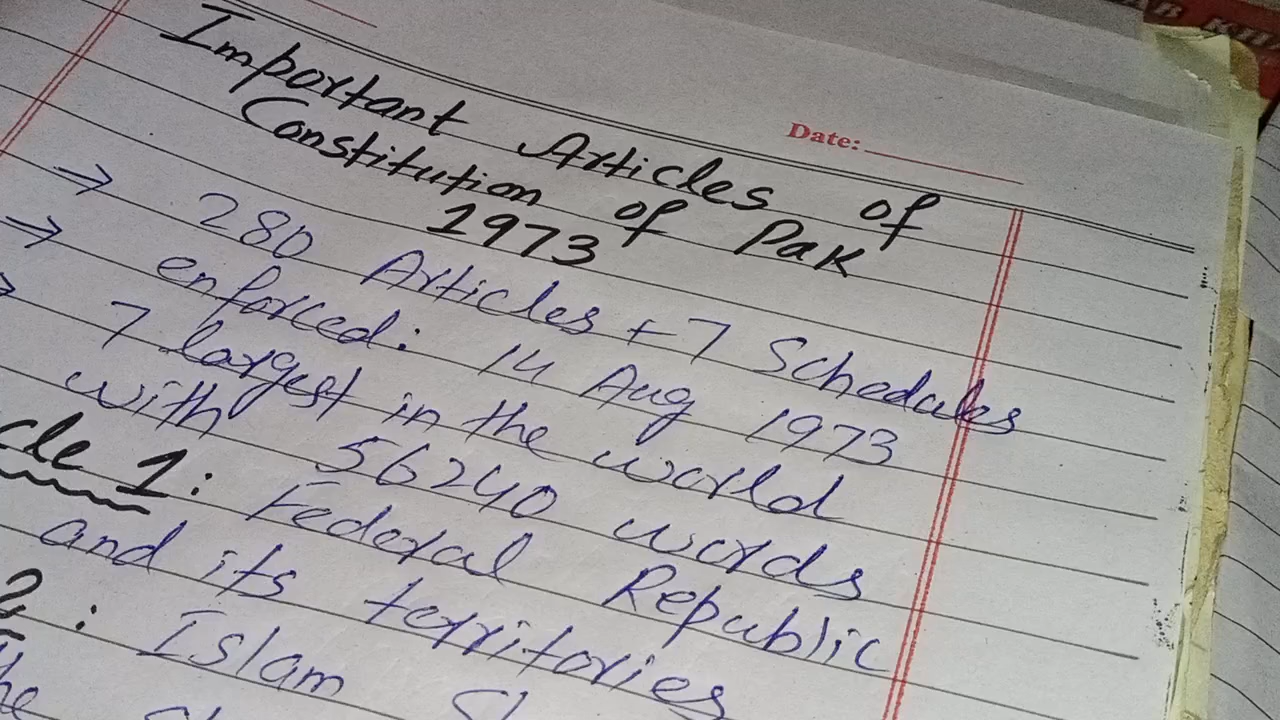 Important Articles of
Constitution of Pak
1973
Date:
→ 280 Articles + 7 Schedules
→ enforced: 14 Aug 1973
→ 7 largest in the world
with 56240 words
cle 1: Federal Republic
and its territories
2: Islam
he